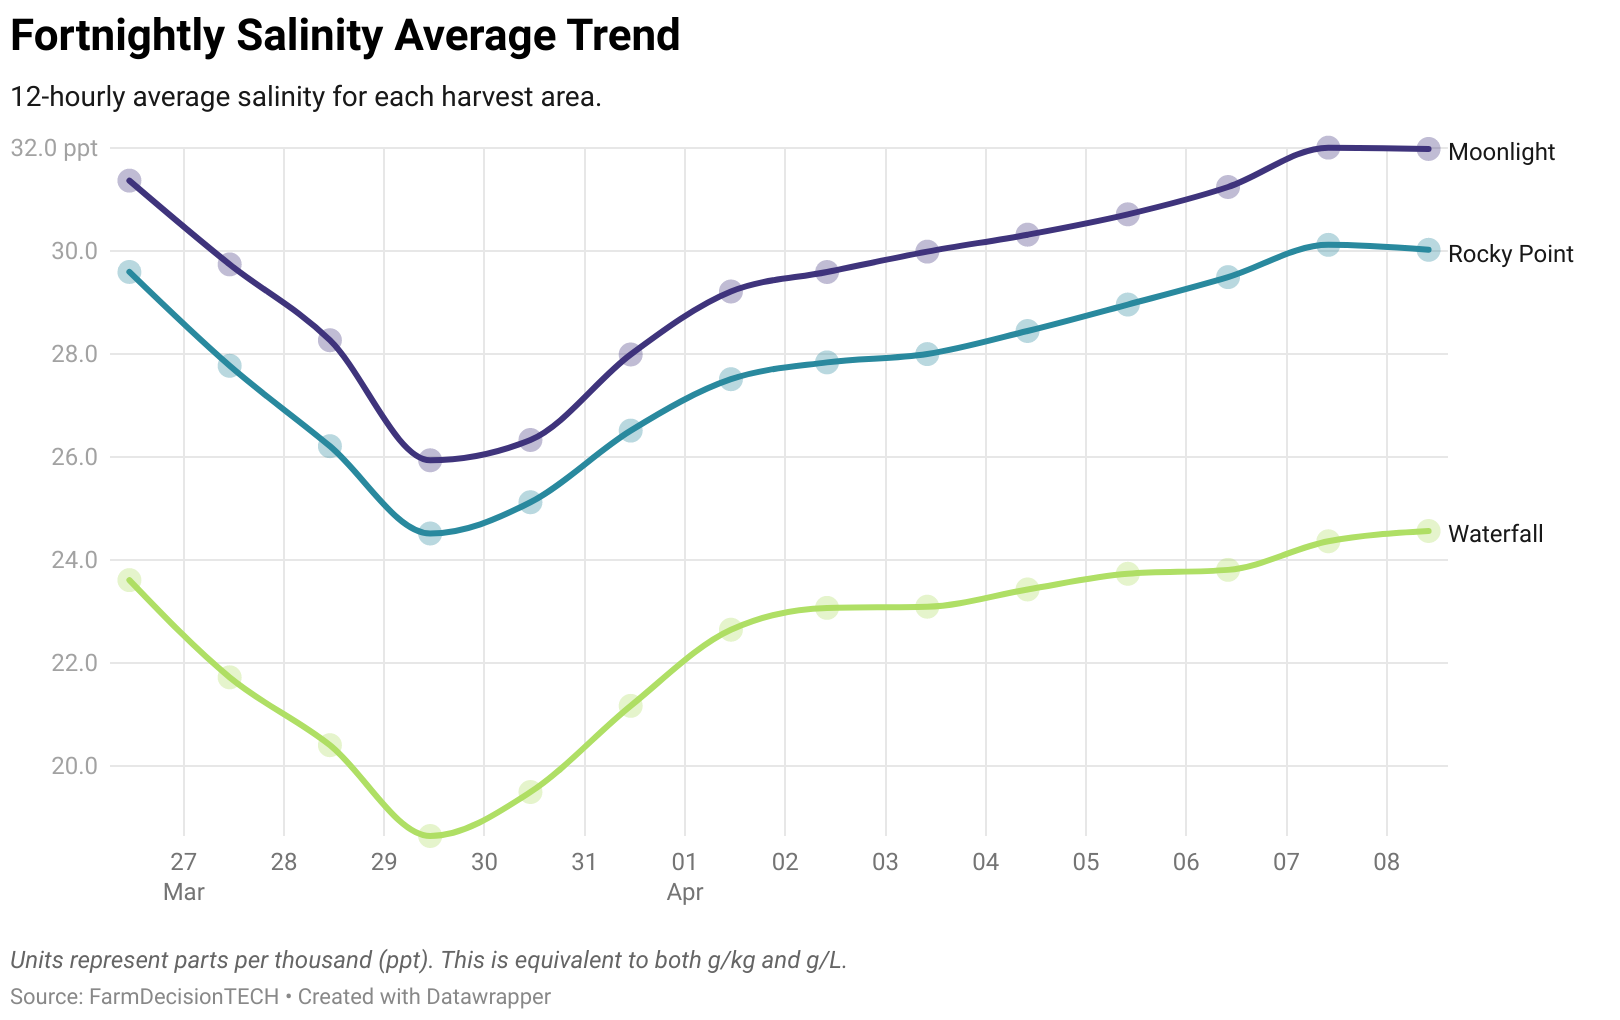 Fortnightly Salinity Average Trend
12-hourly average salinity for each harvest area.
32.0 ppt
Moonlight
30.0
Rocky Point
28.0
26.0
24.0
Waterfall
22.0
20.0
27 28 29 30 31 01 02 03 04 05 06 07 08
Mar Apr
Units represent parts per thousand (ppt). This is equivalent to both g/kg and g/L.
Source: FarmDecisionTECH • Created with Datawrapper